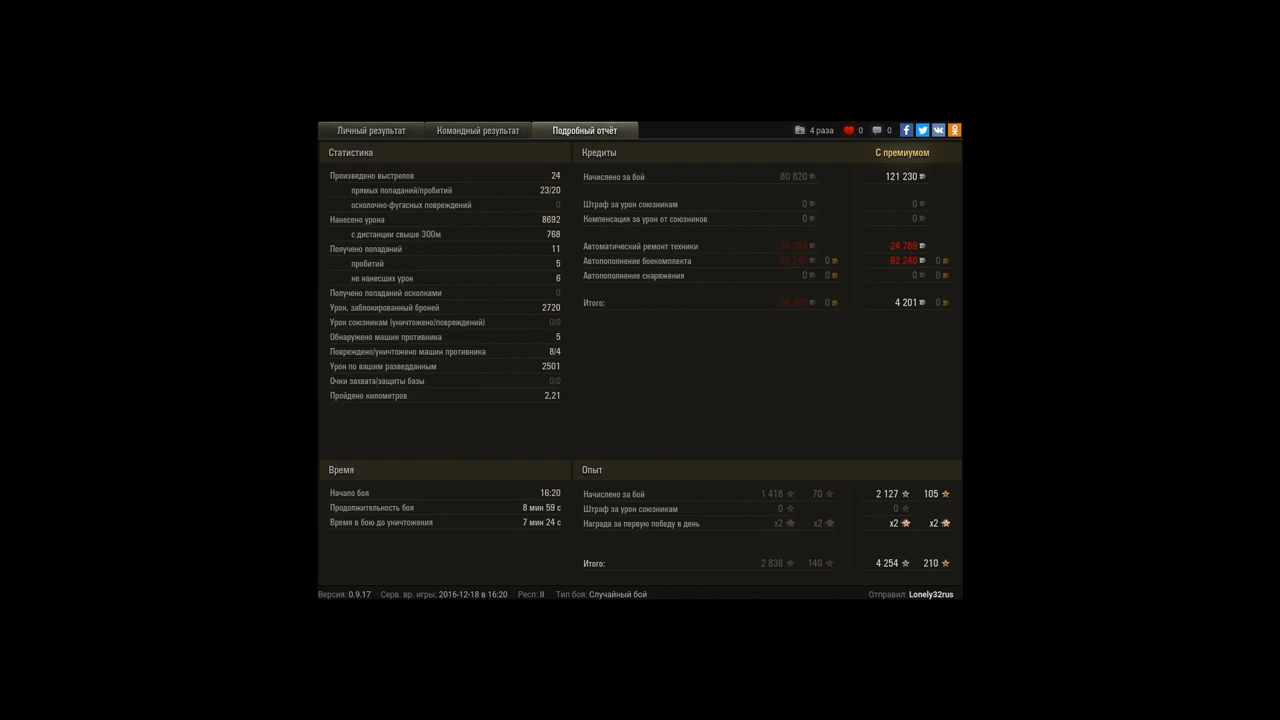 Личный результат Командный результат Подробный отчёт 4 раза 0 0
Статистика
Произведено выстрелов 24
прямых попаданий/пробитий 23/20
осколочно-фугасных повреждений 0
Нанесено урона 8692
с дистанции свыше 300м 768
Получено попаданий 11
пробитий 5
не нанесших урон 6
Получено попаданий осколками 0
Урон, заблокированный броней 2720
Урон союзникам (уничтожено/повреждений) 0/0
Обнаружено машин противника 5
Повреждено/уничтожено машин противника 8/4
Урон по вашим разведданным 2501
Очки захвата/защиты базы 0/0
Пройдено километров 2,21
Кредиты С премиумом
Начислено за бой 80 820 121 230
Штраф за урон союзникам 0 0
Компенсация за урон от союзников 0 0
Автоматический ремонт техники -24 789
Автопополнение боекомплекта 0 -92 240 0
Автопополнение снаряжения 0 0 0 0
Итого: 0 4 201 0
Время
Начало боя 16:20
Продолжительность боя 8 мин 59 с
Время в бою до уничтожения 7 мин 24 с
Опыт
Начислено за бой 1 418 70 2 127 105
Штраф за урон союзникам 0 0
Награда за первую победу в день x2 x2 x2 x2
Итого: 2 836 140 4 254 210
Версия: 0.9.17 Серв. вр. игры: 2016-12-18 в 16:20 Респ: II Тип боя: Случайный бой Отправил: Lonely32rus